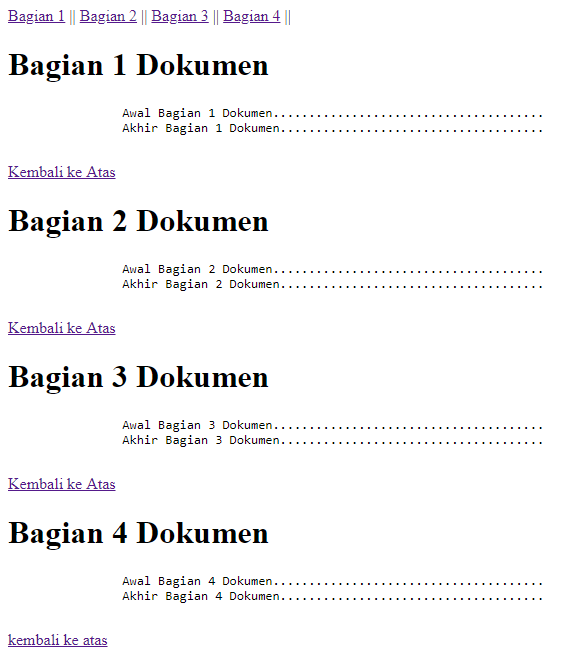 Bagian 1 || Bagian 2 || Bagian 3 || Bagian 4 ||
Bagian 1 Dokumen
Awal Bagian 1 Dokumen......................................
Akhir Bagian 1 Dokumen.....................................
Kembali ke Atas
Bagian 2 Dokumen
Awal Bagian 2 Dokumen......................................
Akhir Bagian 2 Dokumen.....................................
Kembali ke Atas
Bagian 3 Dokumen
Awal Bagian 3 Dokumen......................................
Akhir Bagian 3 Dokumen.....................................
Kembali ke Atas
Bagian 4 Dokumen
Awal Bagian 4 Dokumen......................................
Akhir Bagian 4 Dokumen.....................................
kembali ke atas